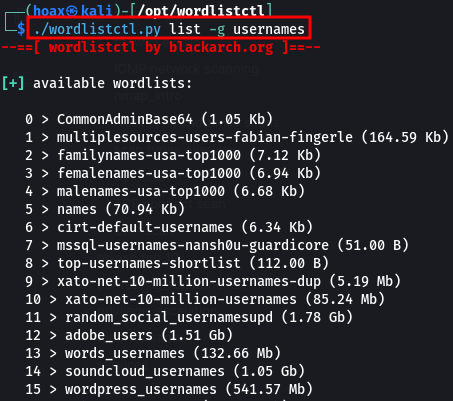 ┌──(hoax㉿kali)-[/opt/wordlistctl]
└─$ ./wordlistctl.py list -g usernames
--==[ wordlistctl by blackarch.org ]==--
[+] available wordlists:
0 > CommonAdminBase64 (1.05 Kb)
1 > multiplesources-users-fabian-fingerle (164.59 Kb)
2 > familynames-usa-top1000 (7.12 Kb)
3 > femalenames-usa-top1000 (6.94 Kb)
4 > malenames-usa-top1000 (6.68 Kb)
5 > names (70.94 Kb)
6 > cirt-default-usernames (6.34 Kb)
7 > mssql-usernames-nansh0u-guardicore (51.00 B)
8 > top-usernames-shortlist (112.00 B)
9 > xato-net-10-million-usernames-dup (5.19 Mb)
10 > xato-net-10-million-usernames (85.24 Mb)
11 > random_social_usernamesupd (1.78 Gb)
12 > adobe_users (1.51 Gb)
13 > words_usernames (132.66 Mb)
14 > soundcloud_usernames (1.05 Gb)
15 > wordpress_usernames (541.57 Mb)